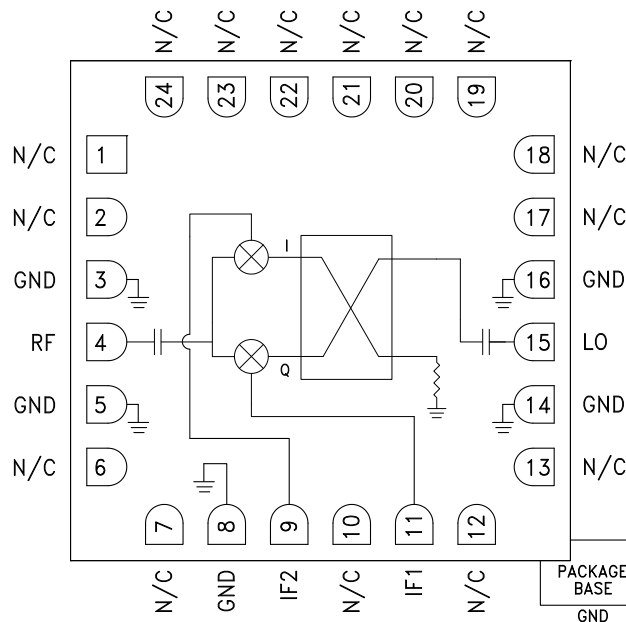 N/C N/C N/C N/C N/C N/C
24 23 22 21 20 19
N/C 1 18 N/C
N/C 2 17 N/C
I
GND 3 16 GND
RF 4 15 LO
Q
GND 5 14 GND
N/C 6 13 N/C
7 8 9 10 11 12
N/C GND IF2 N/C IF1 N/C
PACKAGE
BASE
GND